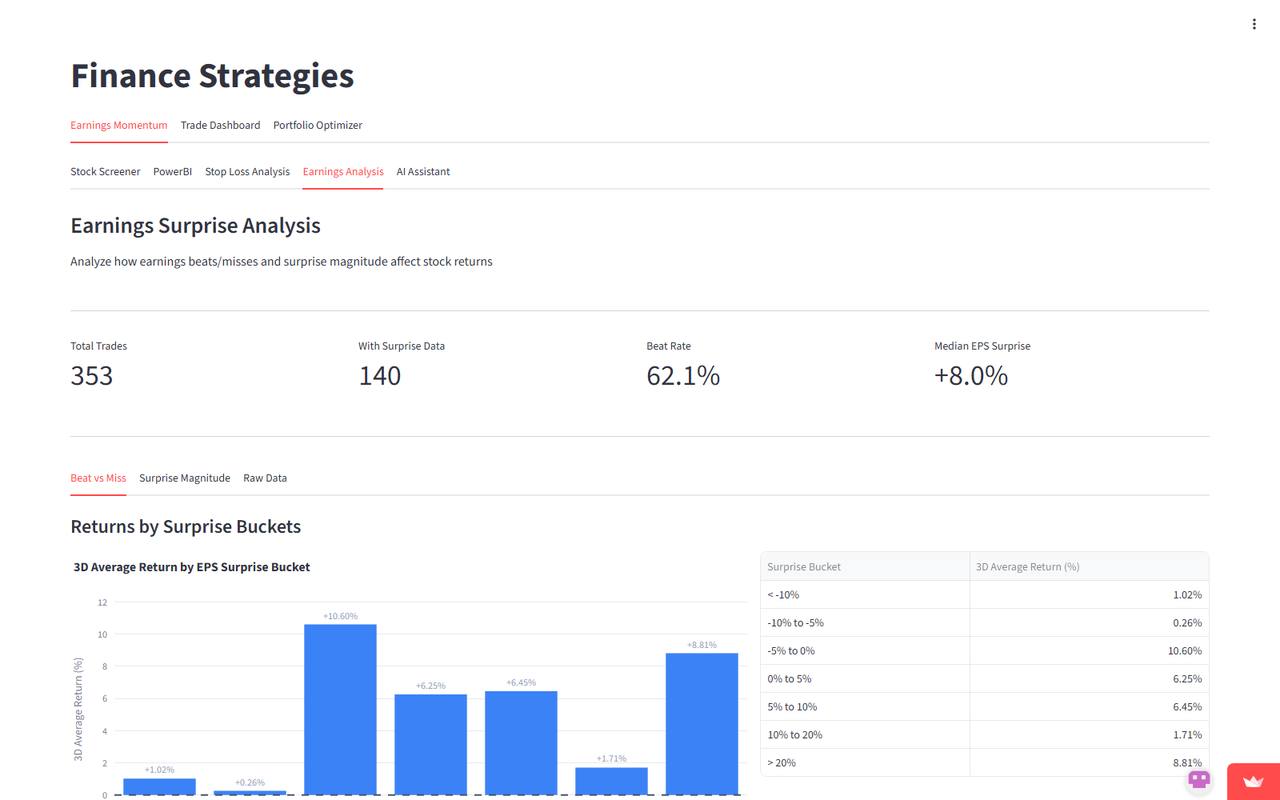 Finance Strategies
Earnings Momentum Trade Dashboard Portfolio Optimizer
Stock Screener PowerBI Stop Loss Analysis Earnings Analysis AI Assistant
Earnings Surprise Analysis
Analyze how earnings beats/misses and surprise magnitude affect stock returns
Total Trades With Surprise Data Beat Rate Median EPS Surprise
353 140 62.1% +8.0%
Beat vs Miss Surprise Magnitude Raw Data
Returns by Surprise Buckets
3D Average Return by EPS Surprise Bucket
3D Average Return (%)
12
10
8
6
4
2
0
+1.02%
+0.26%
+10.60%
+6.25%
+6.45%
+1.71%
+8.81%
Surprise Bucket 3D Average Return (%)
< -10% 1.02%
-10% to -5% 0.26%
-5% to 0% 10.60%
0% to 5% 6.25%
5% to 10% 6.45%
10% to 20% 1.71%
> 20% 8.81%